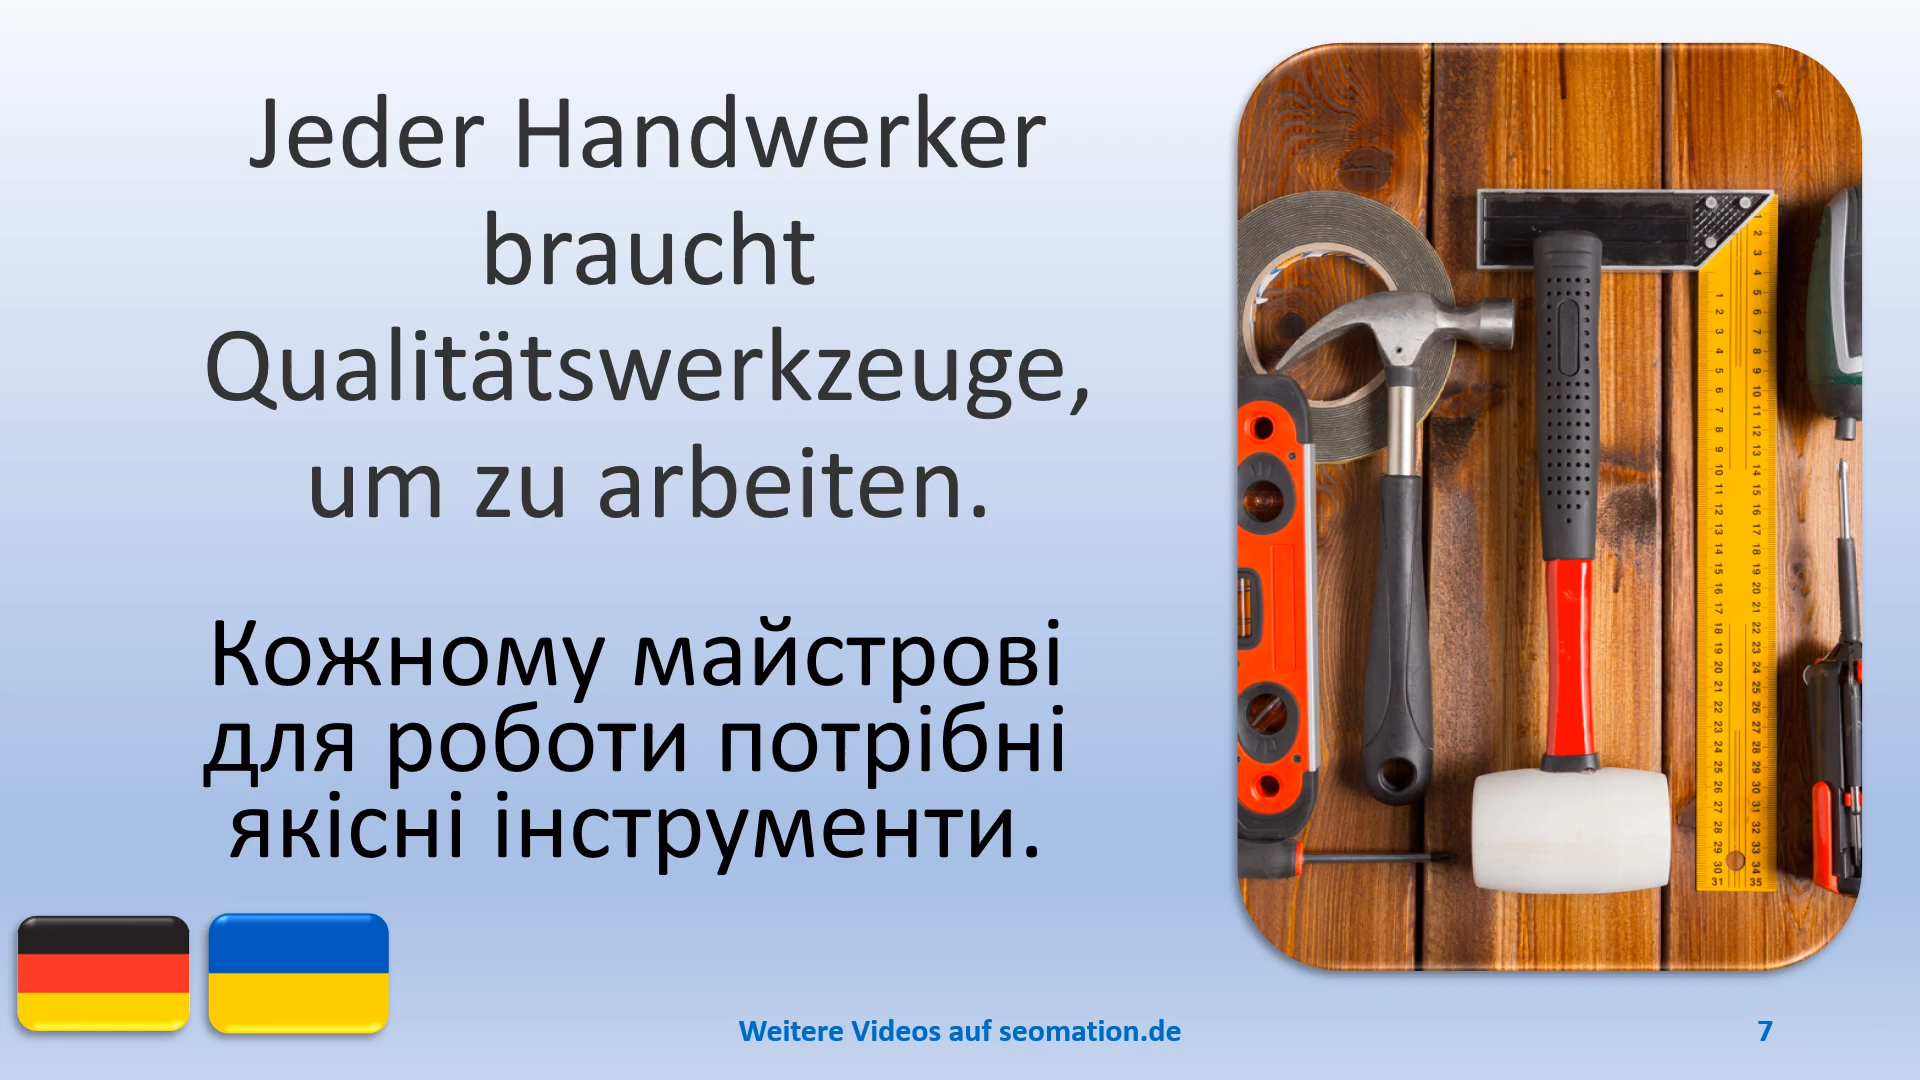 Jeder Handwerker
braucht
Qualitätswerkzeuge,
um zu arbeiten.
Кожному майстрові
для роботи потрібні
якісні інструменти.
Weitere Videos auf seomation.de
7